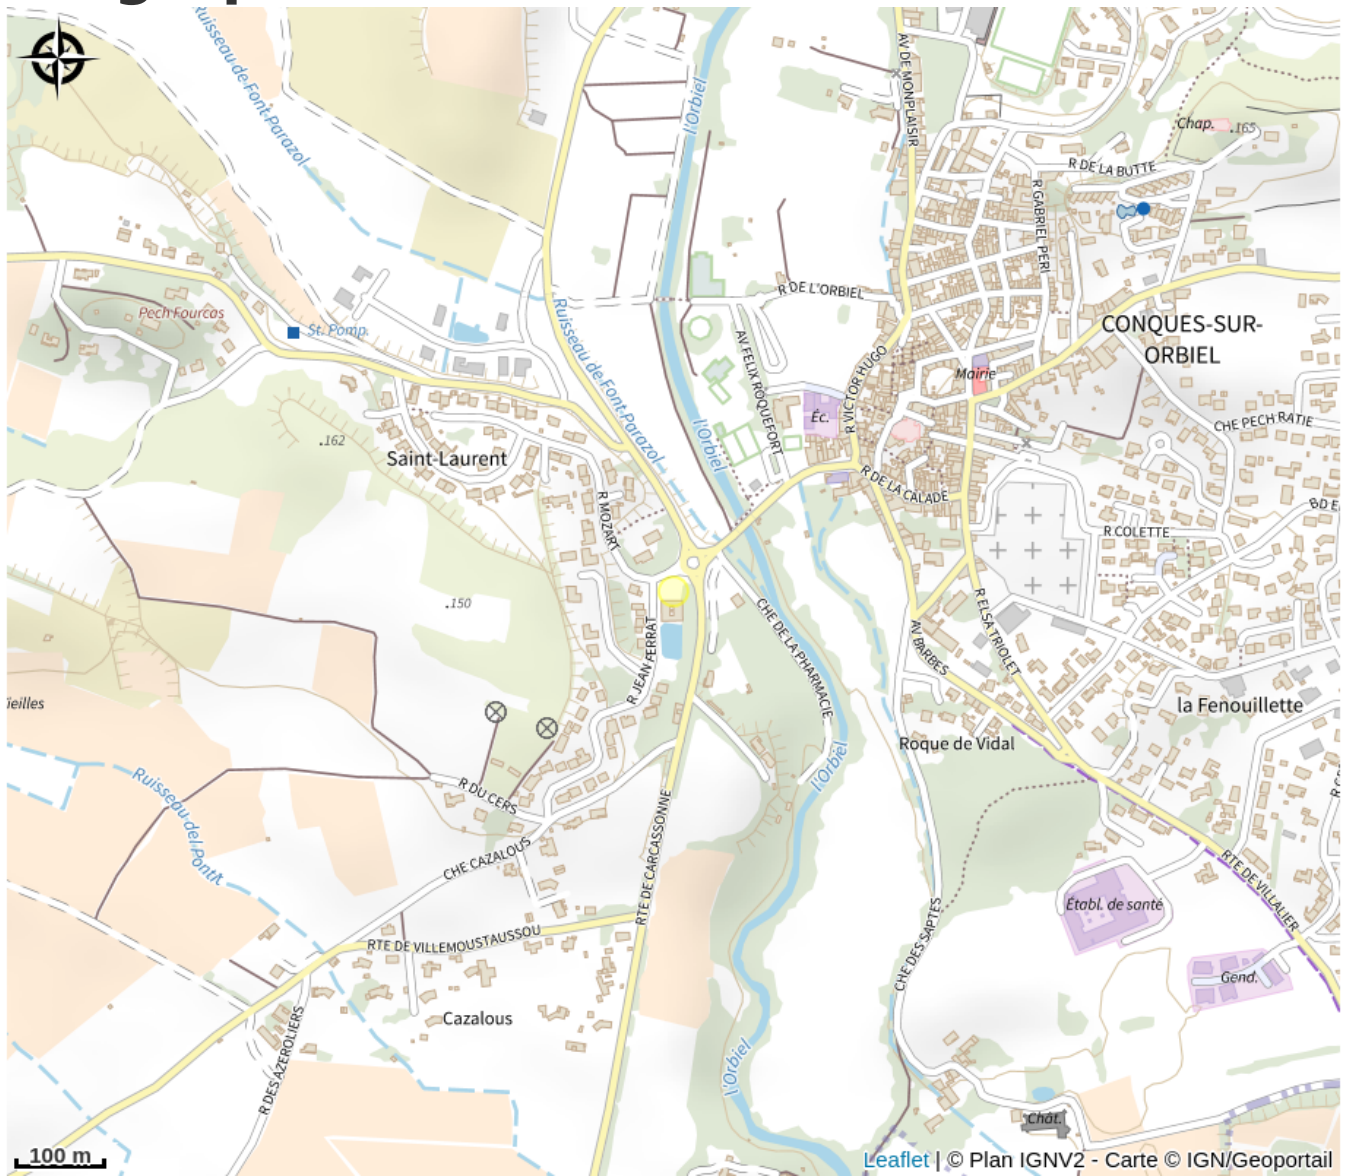 Ruisseau de Font Parazol
l'Orbiel
AV DE MONPLAISIR
Chap.
.165
R DE LA BUTTE
R GABRIEL PERI
R DE L'ORBIEL
Pech Fourcas
St. Pomp.
Ruisseau de Font Parazol
CONQUES-SUR-
ORBIEL
AV FELIX ROQUEFORT
R VICTOR HUGO
Mairie
Éc.
CHE PECH RATIE
.162
Saint-Laurent
l'Orbiel
R DE LA CALADE
R MOZART
BD E
R COLETTE
.150
CHE DE LA PHARMACIE
R ELSA TRIOLET
AV BARBES
R JEAN FERRAT
ieilles
la Fenouillette
Roque de Vidal
l'Orbiel
Ruisseau del Pontit
R DU CERS
RTE DE CARCASSONNE
CHE CAZALOUS
RTE DE VILLALIER
Établ. de santé
CHE DES SAPTES
RTE DE VILLEMOUSTAUSSOU
Gend.
Cazalous
R DES AZEROLIERS
l'Orbiel
Chât.
100 m
Leaflet | © Plan IGNV2 - Carte © IGN/Geoportail